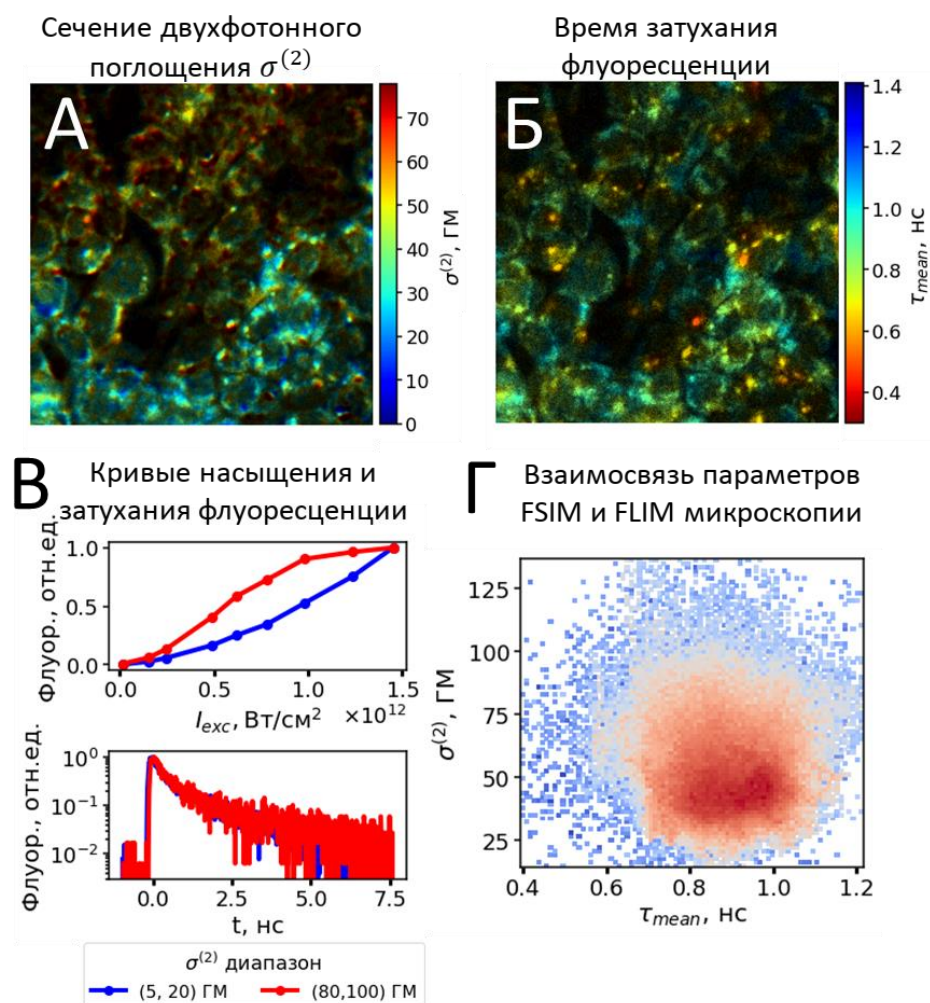 Сечение двухфотонного
поглощения σ⁽²⁾
А
70
60
50
40
30
20
10
0
σ⁽²⁾, ГМ
Время затухания
флуоресценции
Б
1.4
1.2
1.0
0.8
0.6
0.4
τmean, нс
В
Кривые насыщения и
затухания флуоресценции
Флуор., отн.ед.
1.0
0.5
0.0
0.0 0.5 1.0 1.5
Iexc, Вт/см² ×10¹²
Флуор., отн.ед.
10⁰
10⁻¹
10⁻²
0.0 2.5 5.0 7.5
t, нс
σ⁽²⁾ диапазон
(5, 20) ГМ (80,100) ГМ
Г
Взаимосвязь параметров
FSIM и FLIM микроскопии
σ⁽²⁾, ГМ
125
100
75
50
25
0.4 0.6 0.8 1.0 1.2
τmean, нс